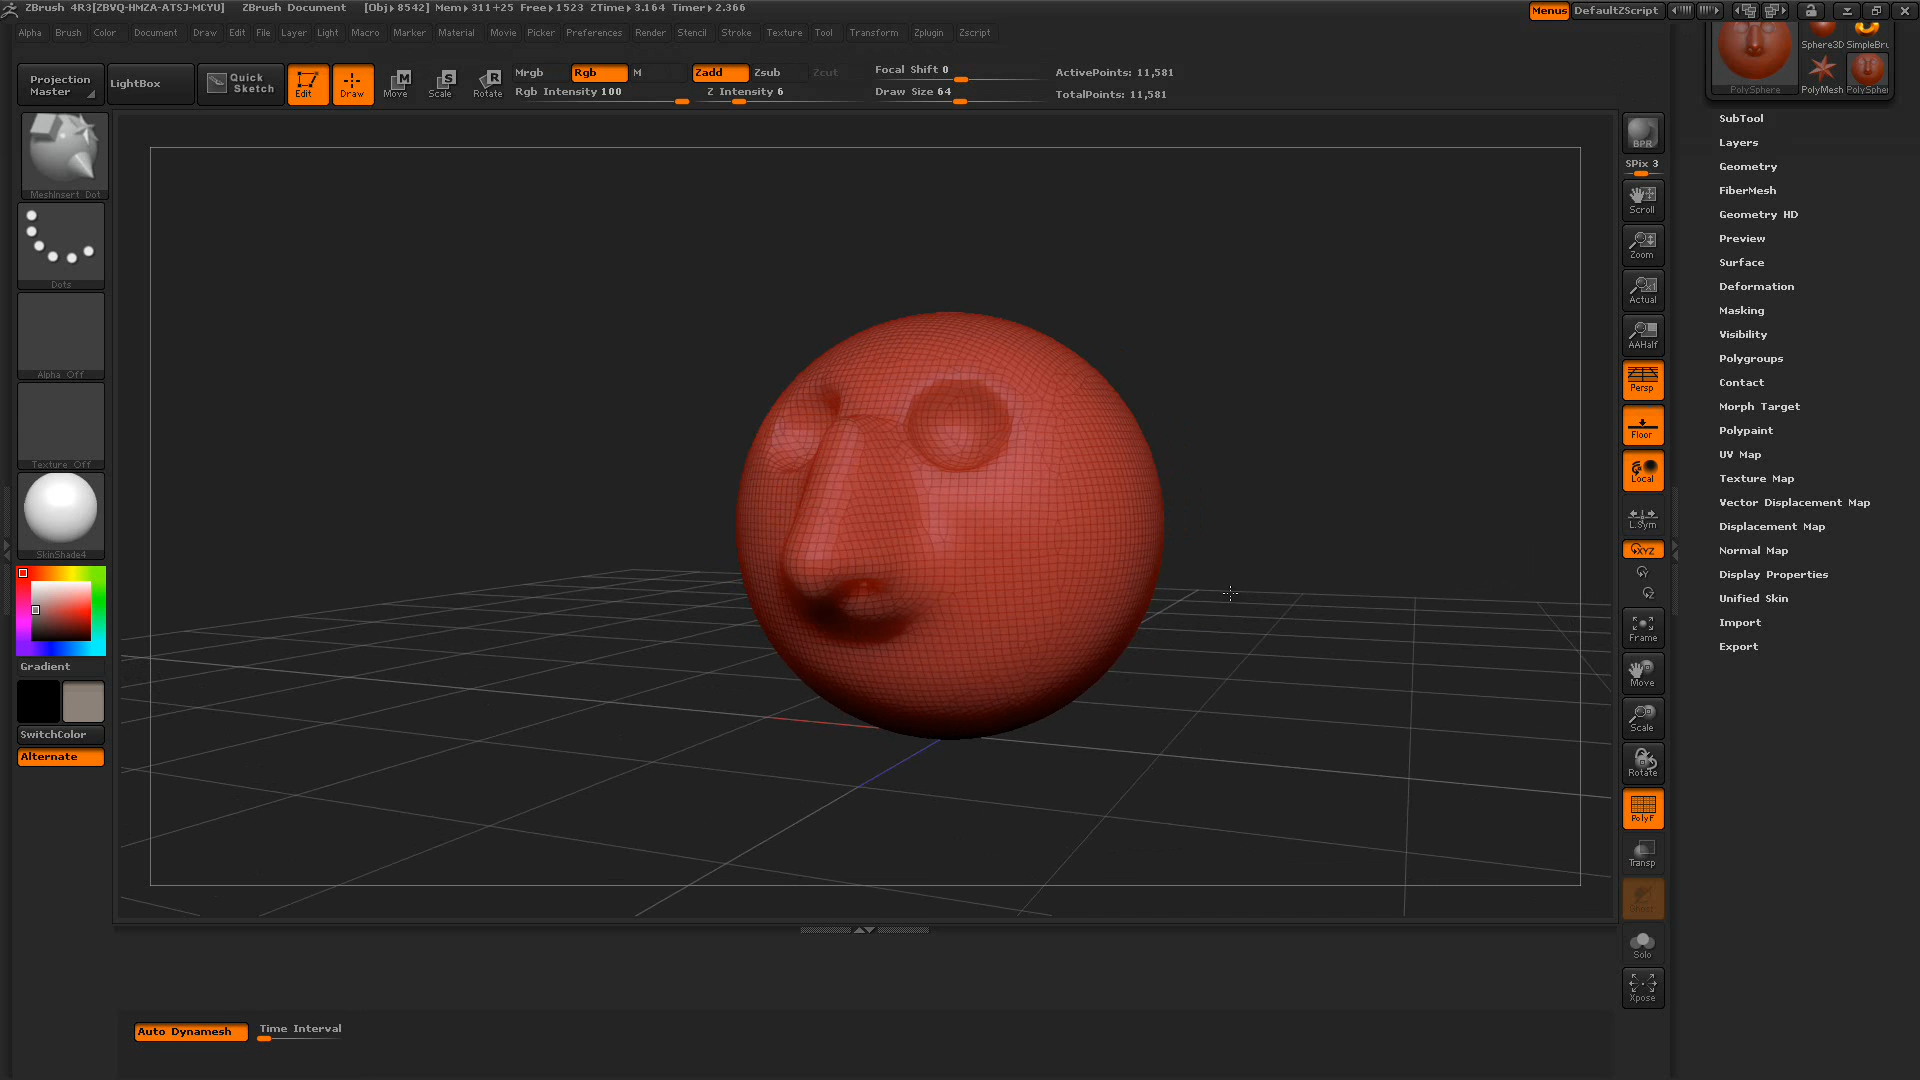 ZBrush 4R3[ZBVQ-HMZA-ATSJ-MCYU] ZBrush Document [Obj▸8542] Mem▸311+25 Free▸1523 ZTime▸3.164 Timer▸2.366 Menus DefaultZScript
Alpha Brush Color Document Draw Edit File Layer Light Macro Marker Material Movie Picker Preferences Render Stencil Stroke Texture Tool Transform Zplugin Zscript
Projection Master
LightBox
Quick Sketch
Edit
Draw
Move
Scale
Rotate
Mrgb Rgb M
Rgb Intensity 100
Zadd Zsub Zcut
Z Intensity 6
Focal Shift 0
Draw Size 64
ActivePoints: 11,581
TotalPoints: 11,581
Sphere3D
PolySphere
PolyMesh
MeshInsert Dot
Dots
Alpha Off
Texture Off
SkinShade4
Gradient
SwitchColor
Alternate
BPR
SPix 3
Scroll
Zoom
Actual
AAHalf
Persp
Floor
Local
L.Sym
XYZ
Y
Z
Frame
Move
Scale
Rotate
PolyF
Transp
Ghost
Solo
Xpose
SubTool
Layers
Geometry
FiberMesh
Geometry HD
Preview
Surface
Deformation
Masking
Visibility
Polygroups
Contact
Morph Target
Polypaint
UV Map
Texture Map
Vector Displacement Map
Displacement Map
Normal Map
Display Properties
Unified Skin
Import
Export
Auto Dynamesh
Time Interval